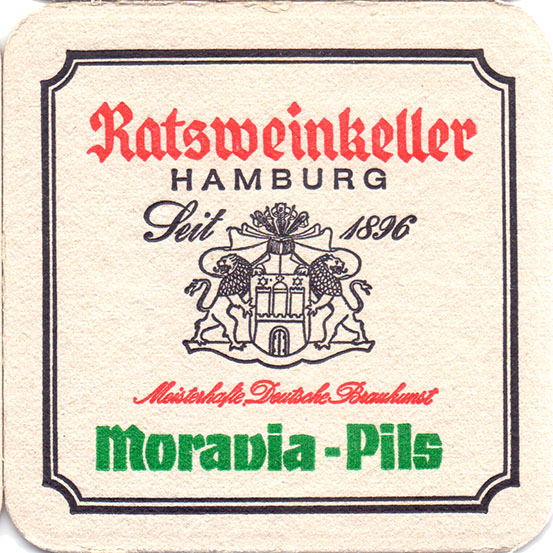 Ratsweinkeller
HAMBURG
Seit 1896
Meisterhafte Deutsche Braukunst
Moravia-Pils